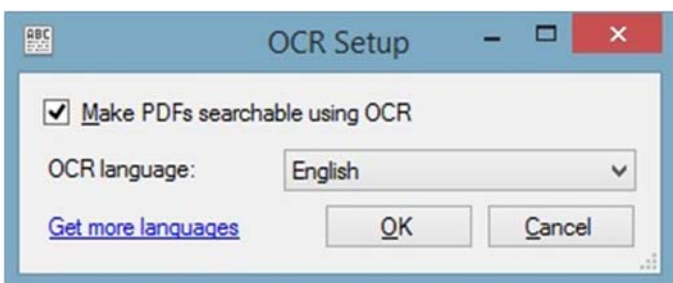 ABC
OCR Setup
Make PDFs searchable using OCR
OCR language: English
Get more languages OK Cancel